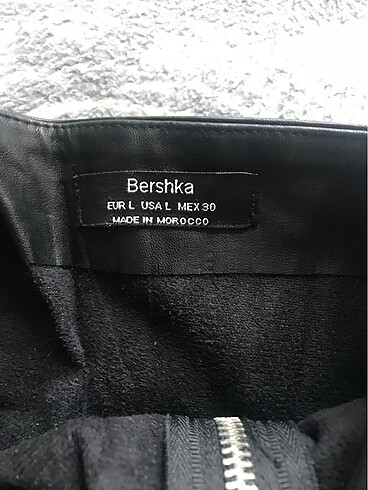 Bershka
EUR L USA L MEX 30
MADE IN MOROCCO